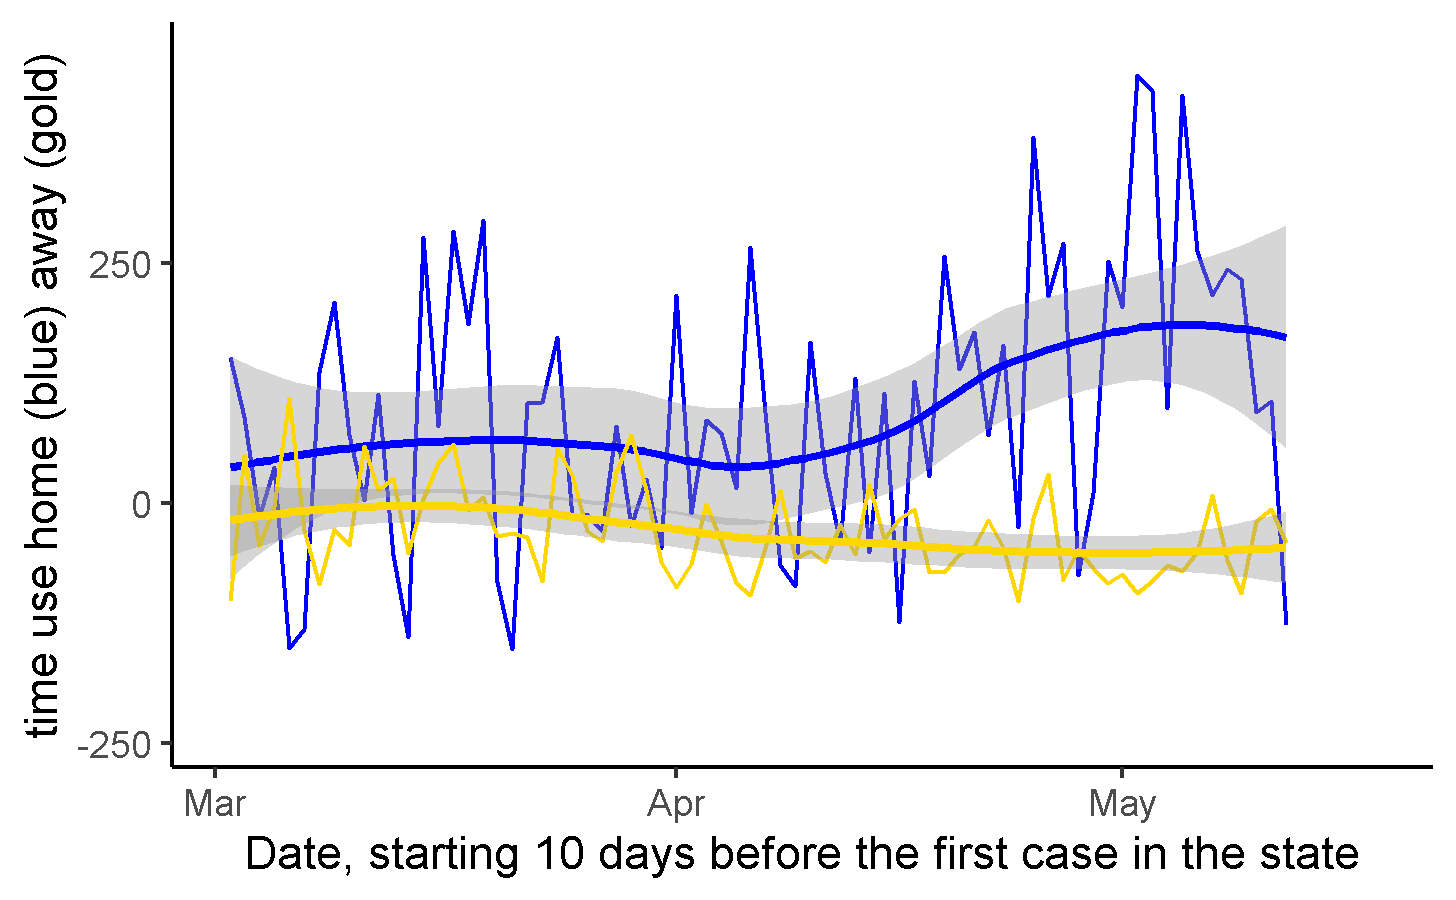 time use home (blue) away (gold)
250
0
-250
Mar Apr May
Date, starting 10 days before the first case in the state